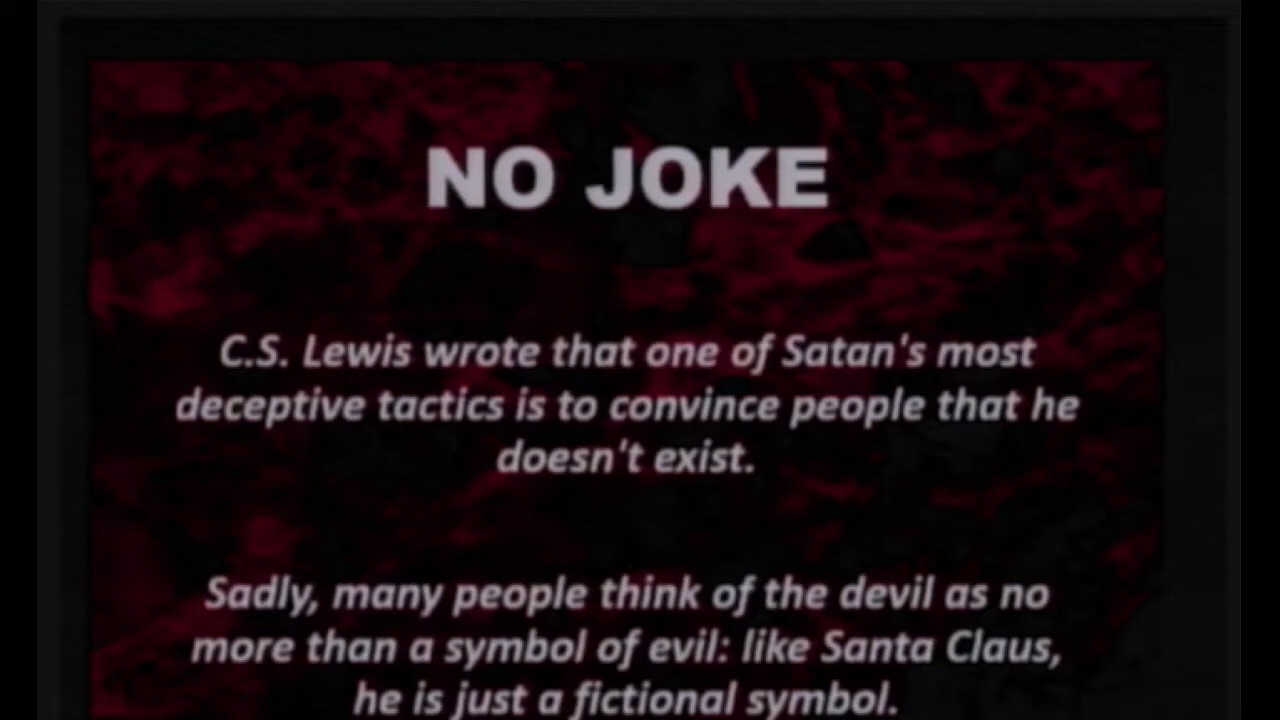 NO JOKE
C.S. Lewis wrote that one of Satan's most
deceptive tactics is to convince people that he
doesn't exist.
Sadly, many people think of the devil as no
more than a symbol of evil: like Santa Claus,
he is just a fictional symbol.